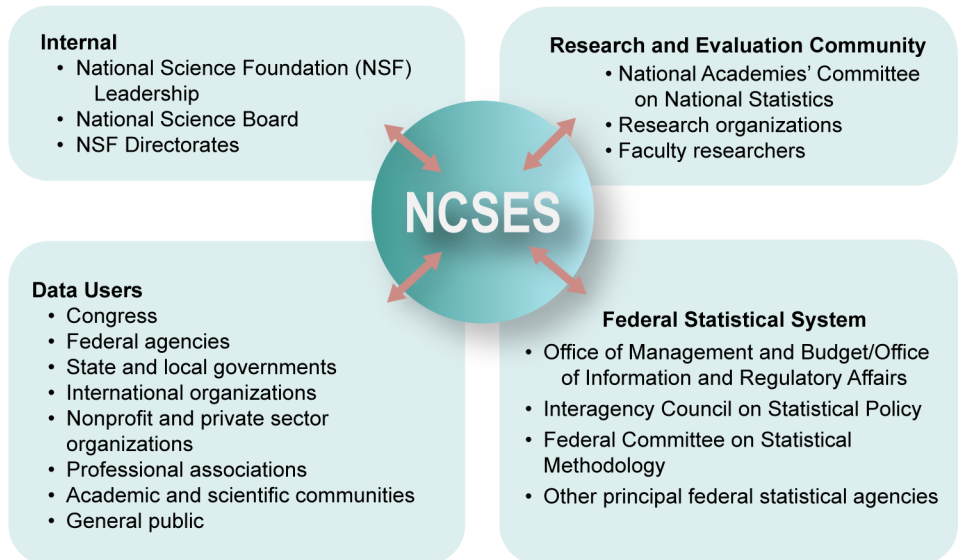 Internal
• National Science Foundation (NSF)
Leadership
• National Science Board
• NSF Directorates
Research and Evaluation Community
• National Academies’ Committee
on National Statistics
• Research organizations
• Faculty researchers
NCSES
Data Users
• Congress
• Federal agencies
• State and local governments
• International organizations
• Nonprofit and private sector
organizations
• Professional associations
• Academic and scientific communities
• General public
Federal Statistical System
• Office of Management and Budget/Office
of Information and Regulatory Affairs
• Interagency Council on Statistical Policy
• Federal Committee on Statistical
Methodology
• Other principal federal statistical agencies